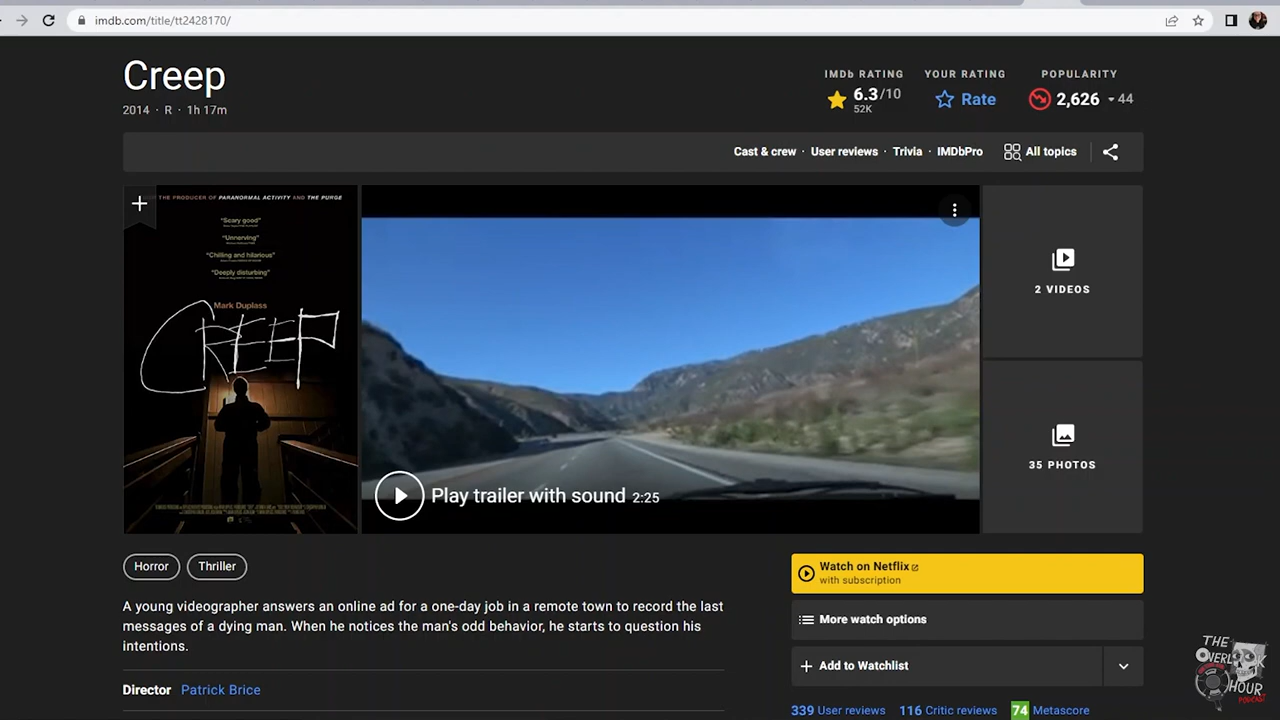 imdb.com/title/tt2428170/
Creep
2014 · R · 1h 17m
IMDb RATING
6.3/10
52K
YOUR RATING
Rate
POPULARITY
2,626
44
Cast & crew · User reviews · Trivia · IMDbPro
All topics
THE PRODUCER OF PARANORMAL ACTIVITY AND THE PURGE
"Scary good"
"Unnerving"
"Chilling and hilarious"
"Deeply disturbing"
Mark Duplass
CREEP
Play trailer with sound 2:25
2 VIDEOS
35 PHOTOS
Horror
Thriller
A young videographer answers an online ad for a one-day job in a remote town to record the last
messages of a dying man. When he notices the man's odd behavior, he starts to question his
intentions.
Director Patrick Brice
Watch on Netflix
with subscription
More watch options
Add to Watchlist
339 User reviews
116 Critic reviews
74 Metascore
THE
OVERLOOK
HOUR
PODCAST